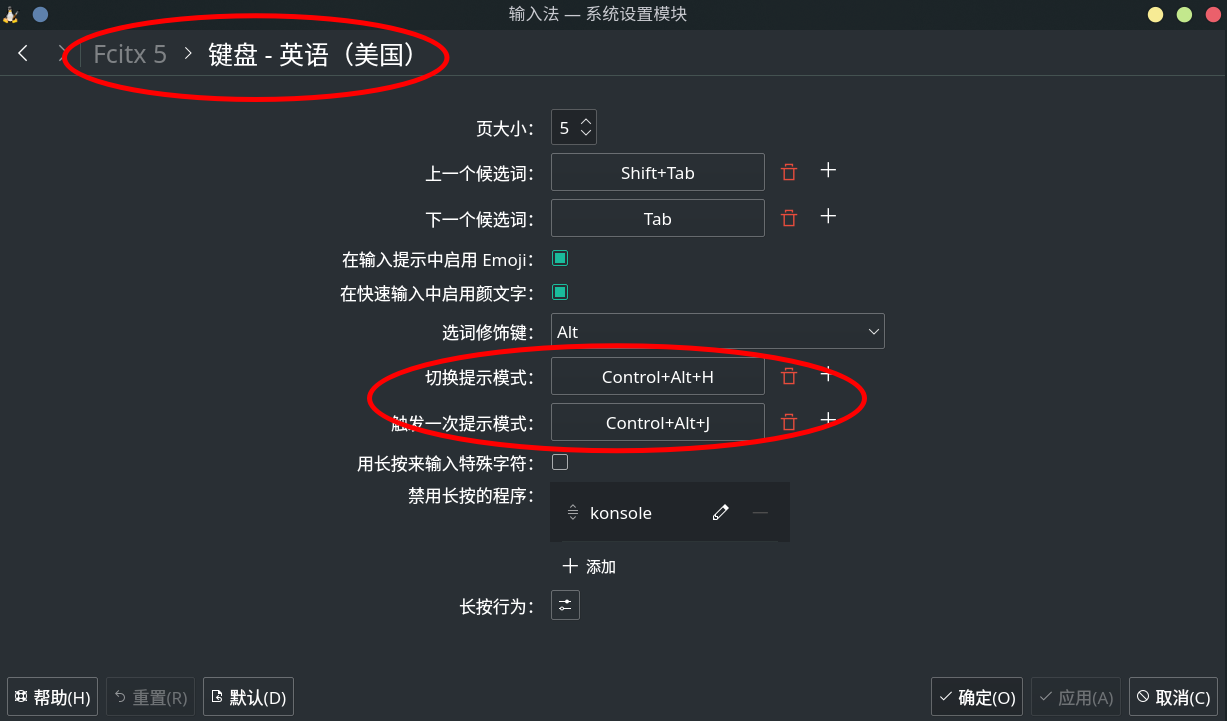 输入法 — 系统设置模块
Fcitx 5 > 键盘 - 英语（美国）
页大小： 5
上一个候选词： Shift+Tab
下一个候选词： Tab
在输入提示中启用 Emoji：
在快速输入中启用颜文字：
选词修饰键： Alt
切换提示模式： Control+Alt+H
触发一次提示模式： Control+Alt+J
用长按来输入特殊字符：
禁用长按的程序： konsole
添加
长按行为：
帮助(H) 重置(R) 默认(D) 确定(O) 应用(A) 取消(C)